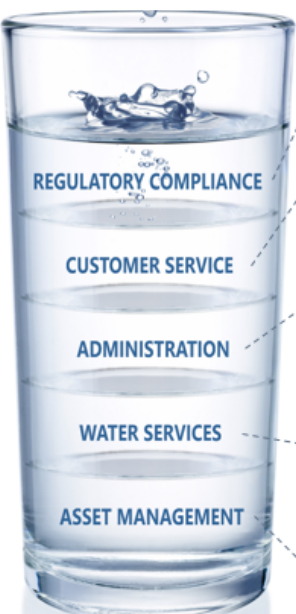 REGULATORY COMPLIANCE
CUSTOMER SERVICE
ADMINISTRATION
WATER SERVICES
ASSET MANAGEMENT